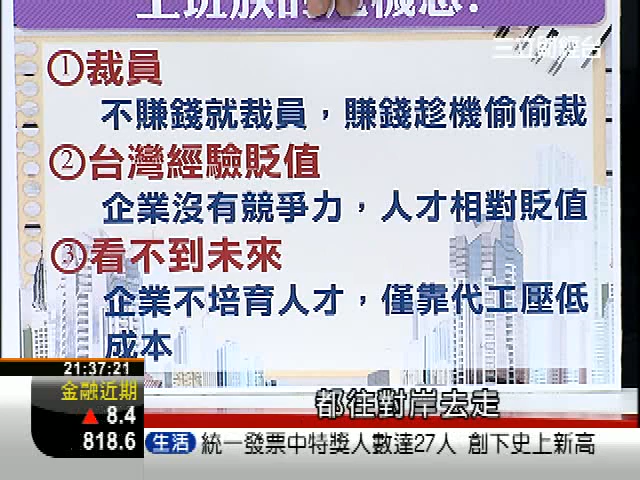 上班族的危機感?
三立財經台
①裁員
不賺錢就裁員，賺錢趁機偷偷裁
②台灣經驗貶值
企業沒有競爭力，人才相對貶值
③看不到未來
企業不培育人才，僅靠代工壓低
成本
都往對岸去走
21:37:21
金融近期
▲ 8.4
818.6
生活 統一發票中特獎人數達27人 創下史上新高